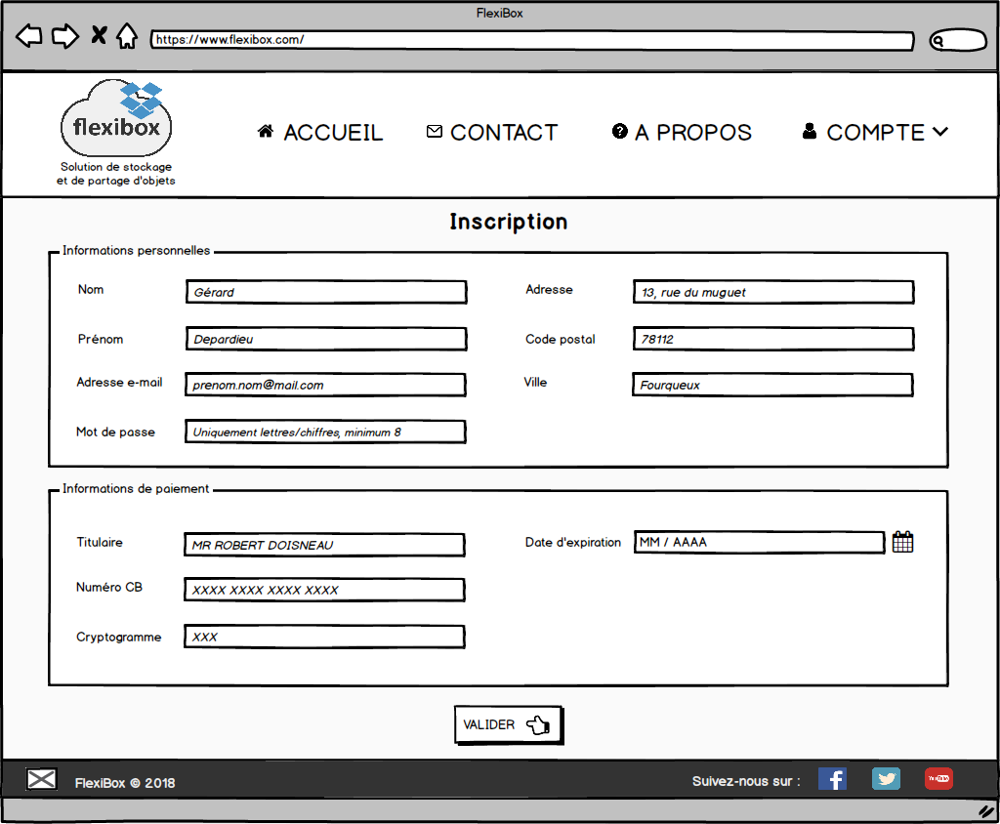 FlexiBox
https://www.flexibox.com/
flexibox
Solution de stockage
et de partage d'objets
ACCUEIL
CONTACT
A PROPOS
COMPTE
Inscription
Informations personnelles
Nom
Gérard
Adresse
13, rue du muguet
Prénom
Depardieu
Code postal
78112
Adresse e-mail
prenom.nom@mail.com
Ville
Fourqueux
Mot de passe
Uniquement lettres/chiffres, minimum 8
Informations de paiement
Titulaire
MR ROBERT DOISNEAU
Date d'expiration
MM / AAAA
Numéro CB
XXXX XXXX XXXX XXXX
Cryptogramme
XXX
VALIDER
FlexiBox © 2018
Suivez-nous sur :
YouTube